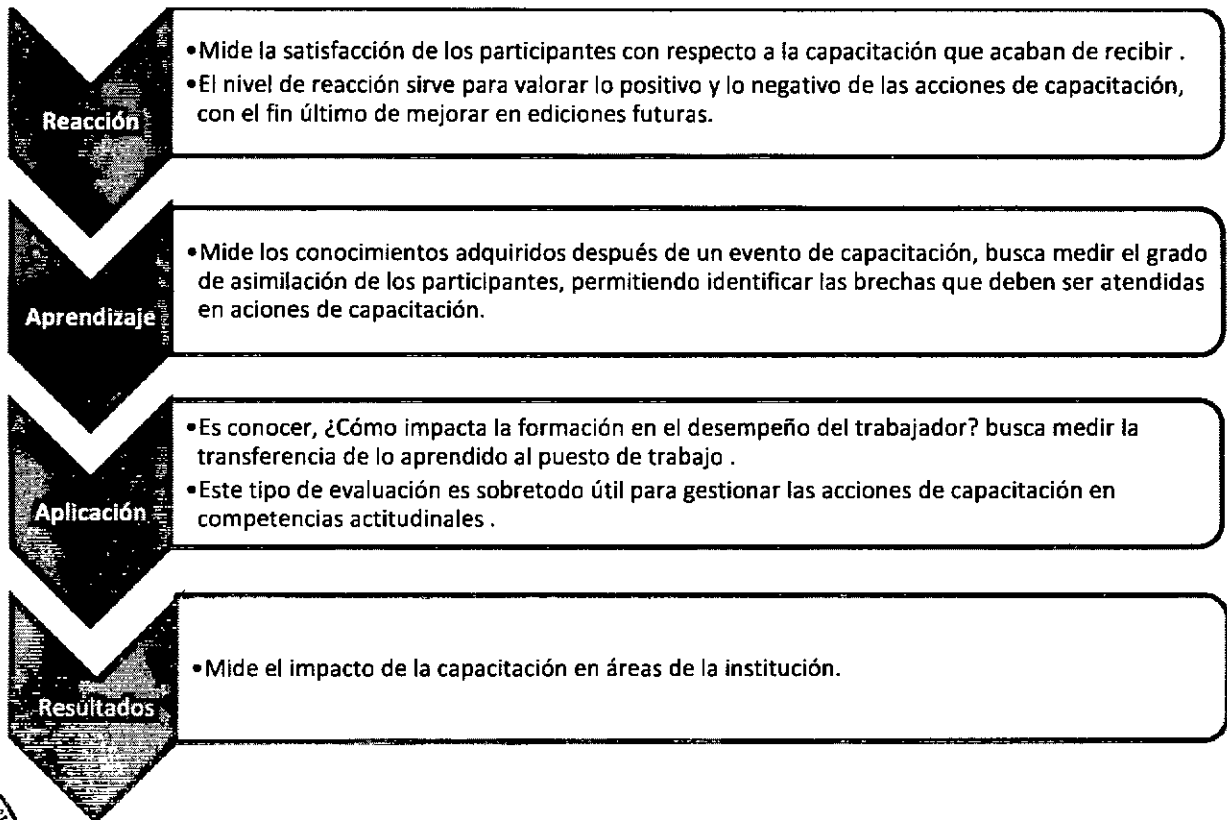 Reacción
•Mide la satisfacción de los participantes con respecto a la capacitación que acaban de recibir .
•El nivel de reacción sirve para valorar lo positivo y lo negativo de las acciones de capacitación,
con el fin último de mejorar en ediciones futuras.
Aprendizaje
•Mide los conocimientos adquiridos después de un evento de capacitación, busca medir el grado
de asimilación de los participantes, permitiendo identificar las brechas que deben ser atendidas
en aciones de capacitación.
Aplicación
•Es conocer, ¿Cómo impacta la formación en el desempeño del trabajador? busca medir la
transferencia de lo aprendido al puesto de trabajo .
•Este tipo de evaluación es sobretodo útil para gestionar las acciones de capacitación en
competencias actitudinales .
Resultados
•Mide el impacto de la capacitación en áreas de la institución.